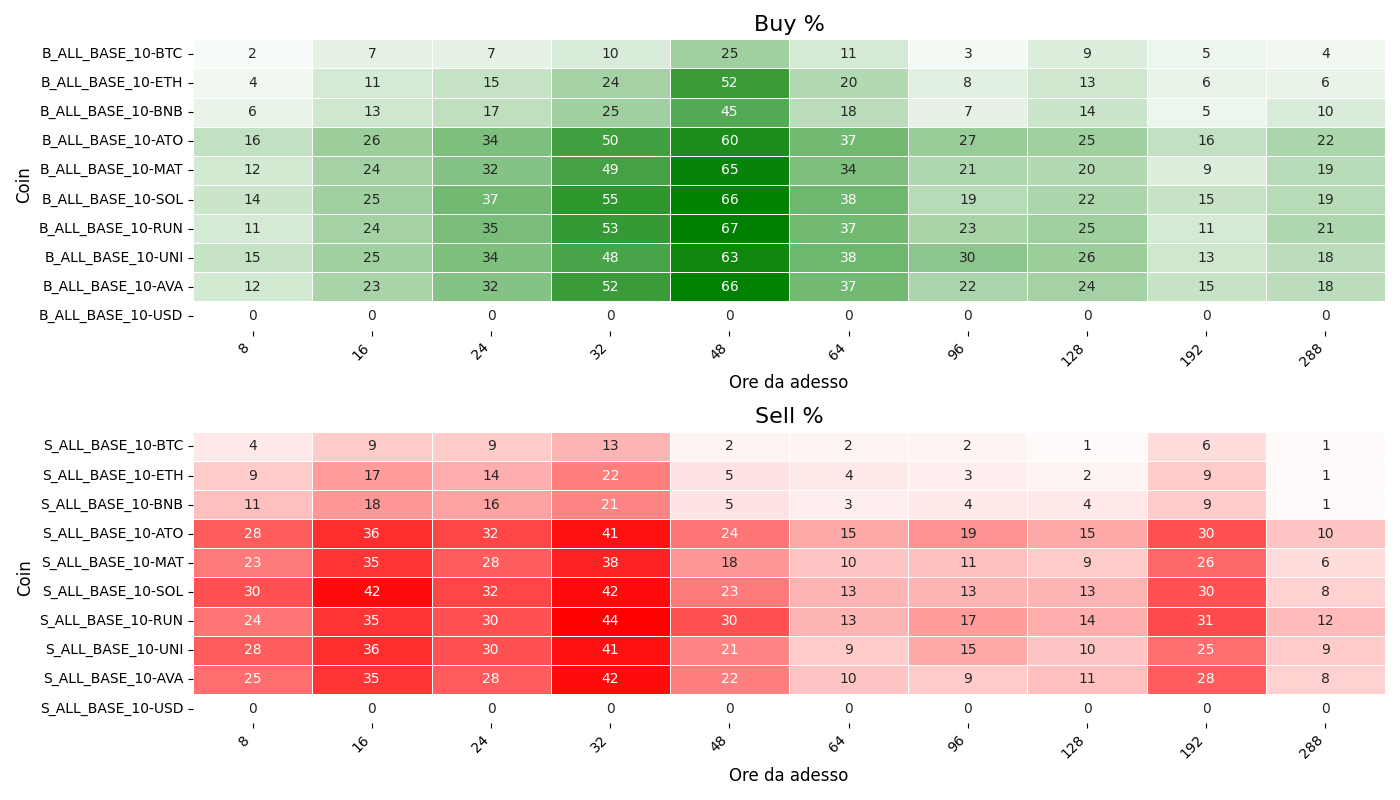 Buy %
Coin
B_ALL_BASE_10-BTC 2 7 7 10 25 11 3 9 5 4
B_ALL_BASE_10-ETH 4 11 15 24 52 20 8 13 6 6
B_ALL_BASE_10-BNB 6 13 17 25 45 18 7 14 5 10
B_ALL_BASE_10-ATO 16 26 34 50 60 37 27 25 16 22
B_ALL_BASE_10-MAT 12 24 32 49 65 34 21 20 9 19
B_ALL_BASE_10-SOL 14 25 37 55 66 38 19 22 15 19
B_ALL_BASE_10-RUN 11 24 35 53 67 37 23 25 11 21
B_ALL_BASE_10-UNI 15 25 34 48 63 38 30 26 13 18
B_ALL_BASE_10-AVA 12 23 32 52 66 37 22 24 15 18
B_ALL_BASE_10-USD 0 0 0 0 0 0 0 0 0 0
8 16 24 32 48 64 96 128 192 288
Ore da adesso
Sell %
Coin
S_ALL_BASE_10-BTC 4 9 9 13 2 2 2 1 6 1
S_ALL_BASE_10-ETH 9 17 14 22 5 4 3 2 9 1
S_ALL_BASE_10-BNB 11 18 16 21 5 3 4 4 9 1
S_ALL_BASE_10-ATO 28 36 32 41 24 15 19 15 30 10
S_ALL_BASE_10-MAT 23 35 28 38 18 10 11 9 26 6
S_ALL_BASE_10-SOL 30 42 32 42 23 13 13 13 30 8
S_ALL_BASE_10-RUN 24 35 30 44 30 13 17 14 31 12
S_ALL_BASE_10-UNI 28 36 30 41 21 9 15 10 25 9
S_ALL_BASE_10-AVA 25 35 28 42 22 10 9 11 28 8
S_ALL_BASE_10-USD 0 0 0 0 0 0 0 0 0 0
8 16 24 32 48 64 96 128 192 288
Ore da adesso